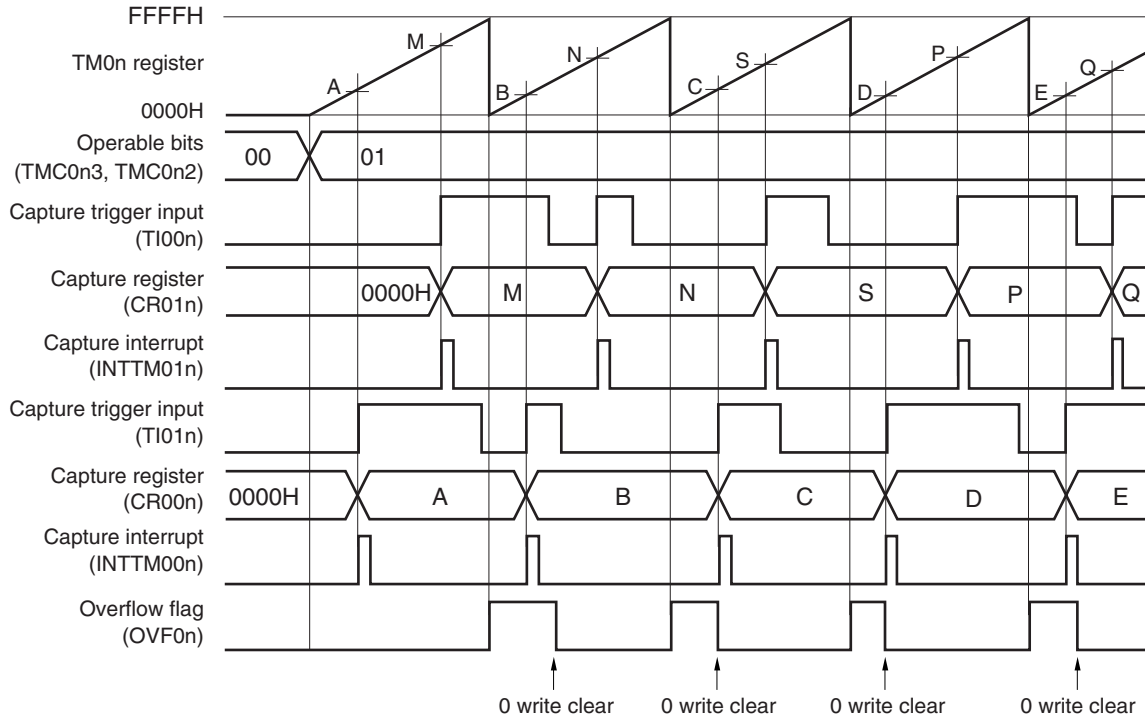 FFFFH
TM0n register
0000H
A M B N C S D P E Q
Operable bits
(TMC0n3, TMC0n2)
00 01
Capture trigger input
(TI00n)
Capture register
(CR01n)
0000H M N S P Q
Capture interrupt
(INTTM01n)
Capture trigger input
(TI01n)
Capture register
(CR00n)
0000H A B C D E
Capture interrupt
(INTTM00n)
Overflow flag
(OVF0n)
0 write clear 0 write clear 0 write clear 0 write clear